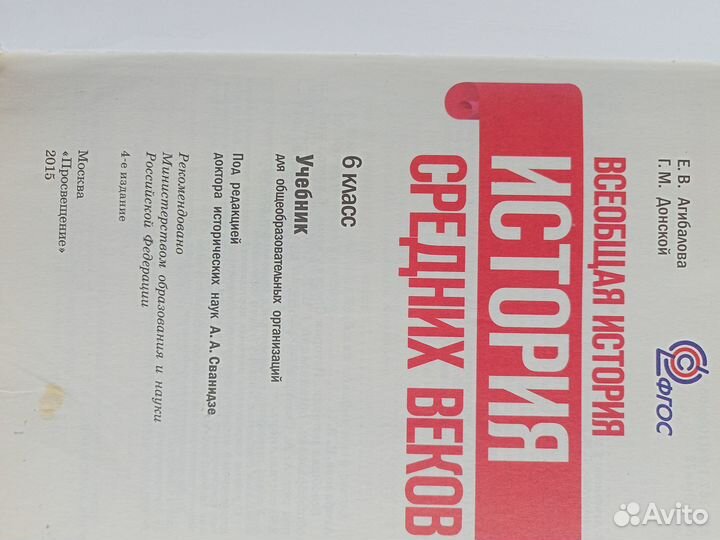 Е. В. Агибалова
Г. М. Донской
ФГОС
ВСЕОБЩАЯ ИСТОРИЯ
ИСТОРИЯ
СРЕДНИХ ВЕКОВ
6 класс
Учебник
для общеобразовательных организаций
Под редакцией
доктора исторических наук А. А. Сванидзе
Рекомендовано
Министерством образования и науки
Российской Федерации
4-е издание
Москва
«Просвещение»
2015
Avito